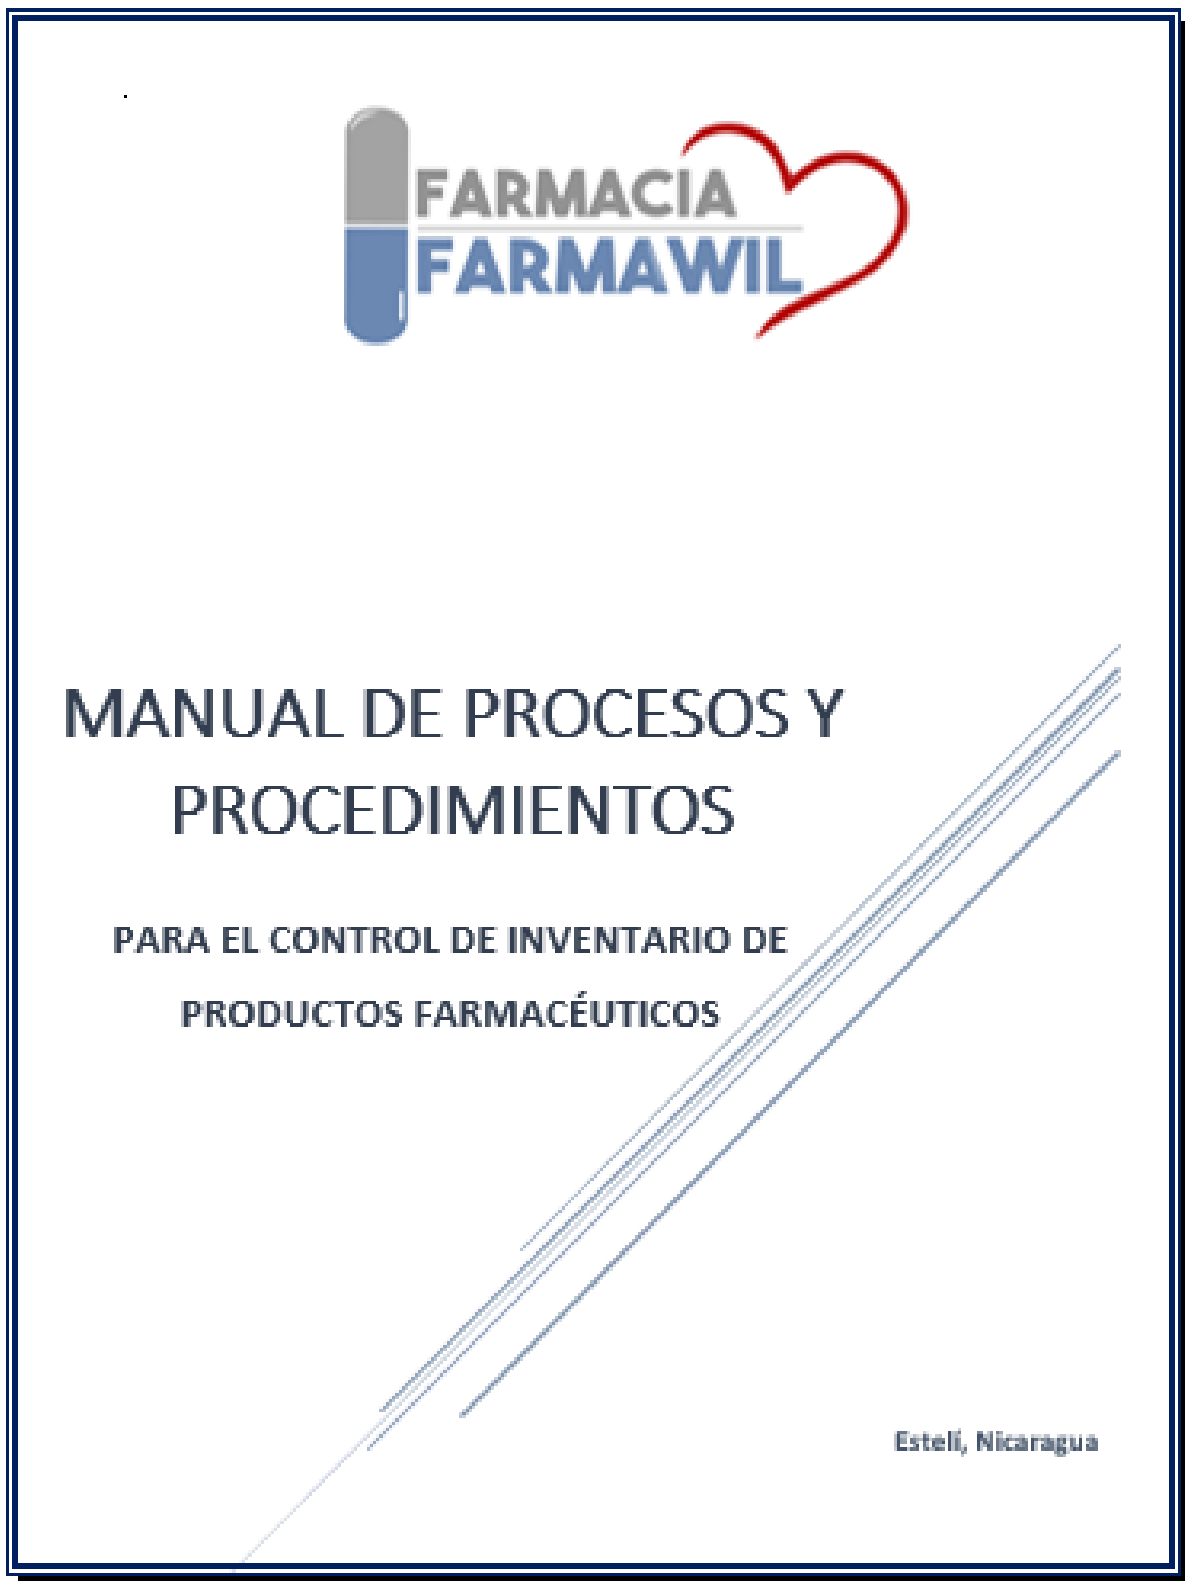 FARMACIA
FARMAWIL
MANUAL DE PROCESOS Y
PROCEDIMIENTOS
PARA EL CONTROL DE INVENTARIO DE
PRODUCTOS FARMACÉUTICOS
Estelí, Nicaragua